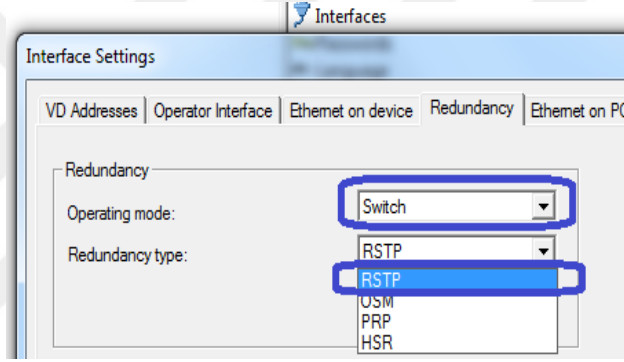 Interfaces
Interface Settings
VD Addresses Operator Interface Ethernet on device Redundancy Ethernet on PC
Redundancy
Operating mode: Switch
Redundancy type: RSTP
RSTP
OSM
PRP
HSR